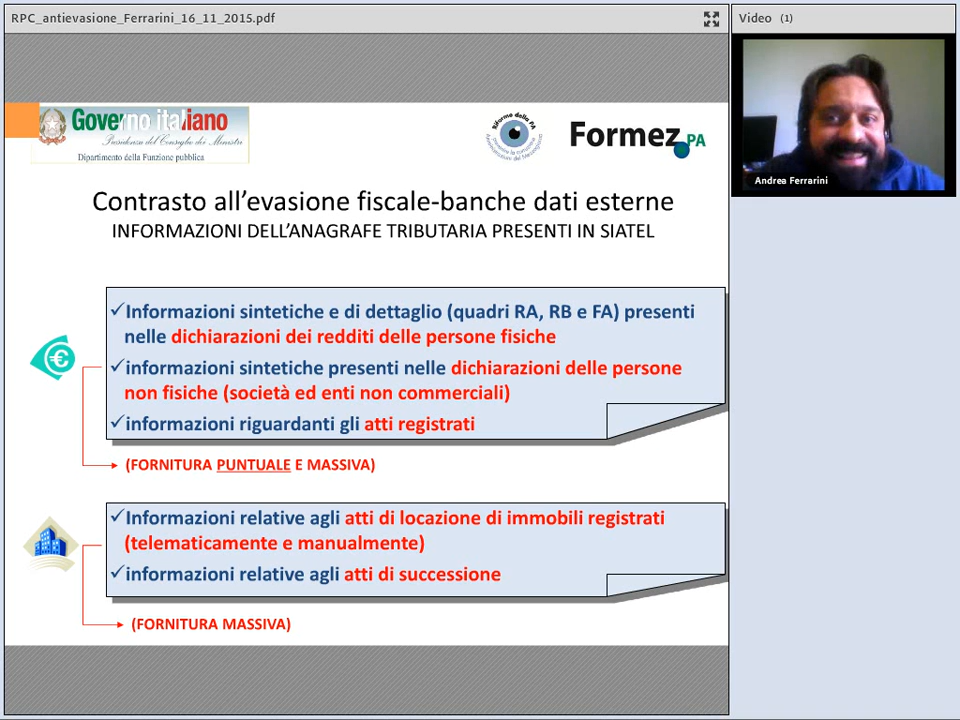 RPC_antievasione_Ferrarini_16_11_2015.pdf
Video (1)
Andrea Ferrarini
Governo italiano
Presidenza del Consiglio dei Ministri
Dipartimento della Funzione pubblica
Riforme della PA
Formez PA
Contrasto all'evasione fiscale-banche dati esterne
INFORMAZIONI DELL'ANAGRAFE TRIBUTARIA PRESENTI IN SIATEL
✓Informazioni sintetiche e di dettaglio (quadri RA, RB e FA) presenti
nelle dichiarazioni dei redditi delle persone fisiche
✓informazioni sintetiche presenti nelle dichiarazioni delle persone
non fisiche (società ed enti non commerciali)
✓informazioni riguardanti gli atti registrati
(FORNITURA PUNTUALE E MASSIVA)
✓Informazioni relative agli atti di locazione di immobili registrati
(telematicamente e manualmente)
✓informazioni relative agli atti di successione
(FORNITURA MASSIVA)